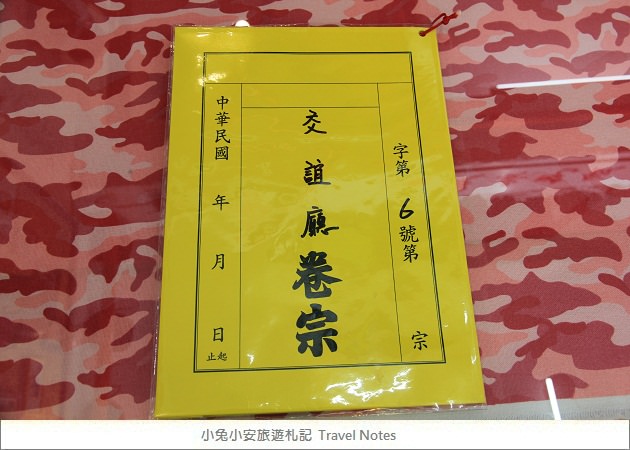 字第 6 號第 宗
交誼廳卷宗
中華民國 年 月 日
起
止
小兔小安旅遊札記 Travel Notes